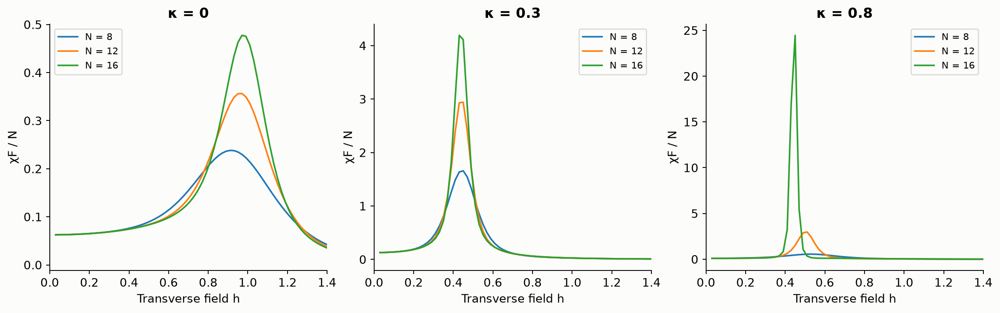 κ = 0
0.5
0.4
0.3
0.2
0.1
0.0
χF / N
N = 8
N = 12
N = 16
0.0 0.2 0.4 0.6 0.8 1.0 1.2 1.4
Transverse field h
κ = 0.3
4
3
2
1
0
χF / N
N = 8
N = 12
N = 16
0.0 0.2 0.4 0.6 0.8 1.0 1.2 1.4
Transverse field h
κ = 0.8
25
20
15
10
5
0
χF / N
N = 8
N = 12
N = 16
0.0 0.2 0.4 0.6 0.8 1.0 1.2 1.4
Transverse field h